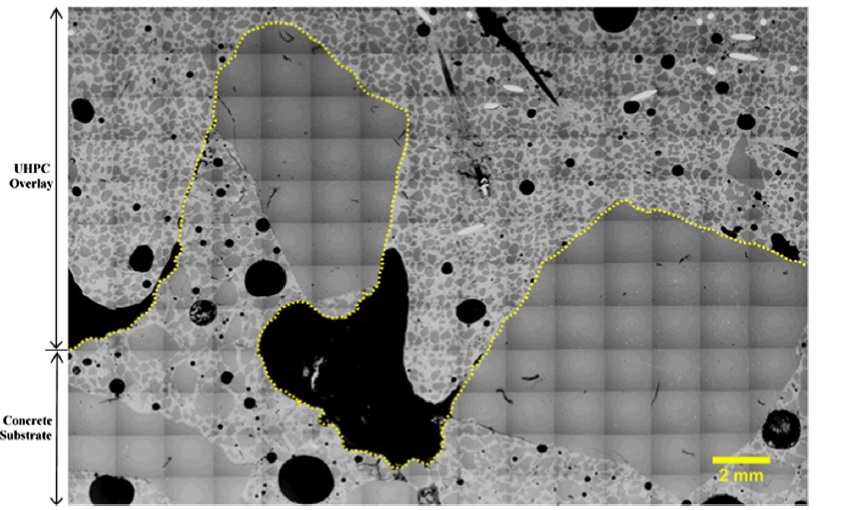 UHPC
Overlay
Concrete
Substrate
2 mm